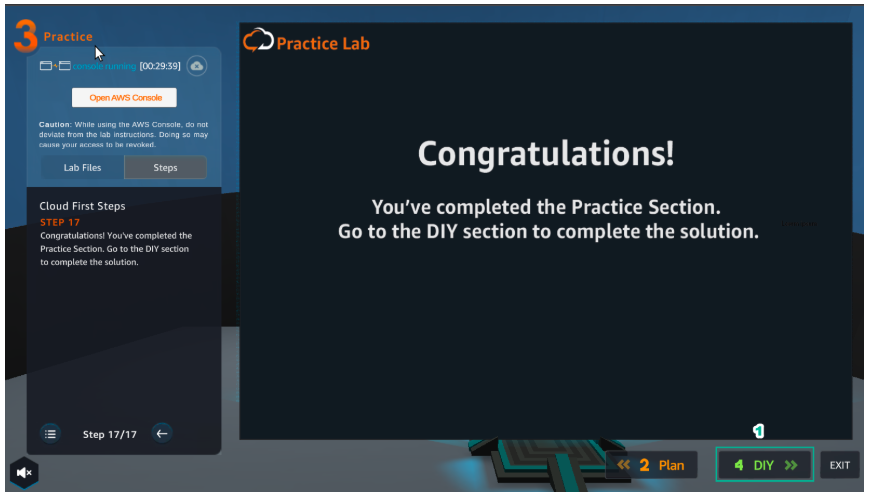 3 Practice
console running [00:29:39]
Open AWS Console
Caution: While using the AWS Console, do not
deviate from the lab instructions. Doing so may
cause your access to be revoked.
Lab Files Steps
Cloud First Steps
STEP 17
Congratulations! You've completed the
Practice Section. Go to the DIY section
to complete the solution.
Step 17/17
Practice Lab
Congratulations!
You've completed the Practice Section.
Go to the DIY section to complete the solution.
1
2 Plan
4 DIY
EXIT